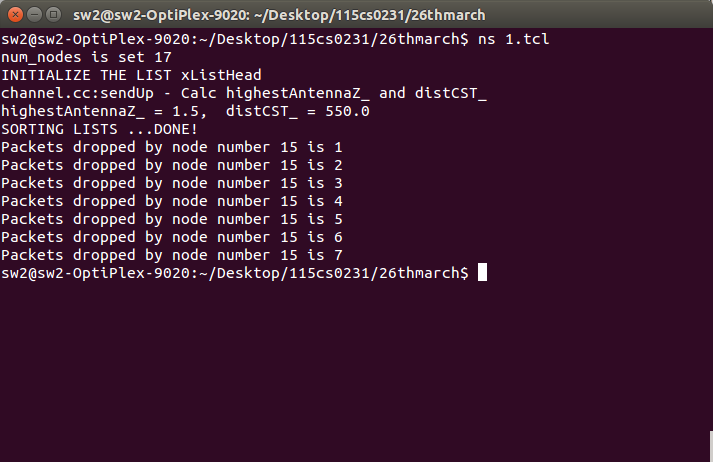 sw2@sw2-OptiPlex-9020: ~/Desktop/115cs0231/26thmarch
sw2@sw2-OptiPlex-9020:~/Desktop/115cs0231/26thmarch$ ns 1.tcl
num_nodes is set 17
INITIALIZE THE LIST xListHead
channel.cc:sendUp - Calc highestAntennaZ_ and distCST_
highestAntennaZ_ = 1.5,  distCST_ = 550.0
SORTING LISTS ...DONE!
Packets dropped by node number 15 is 1
Packets dropped by node number 15 is 2
Packets dropped by node number 15 is 3
Packets dropped by node number 15 is 4
Packets dropped by node number 15 is 5
Packets dropped by node number 15 is 6
Packets dropped by node number 15 is 7
sw2@sw2-OptiPlex-9020:~/Desktop/115cs0231/26thmarch$